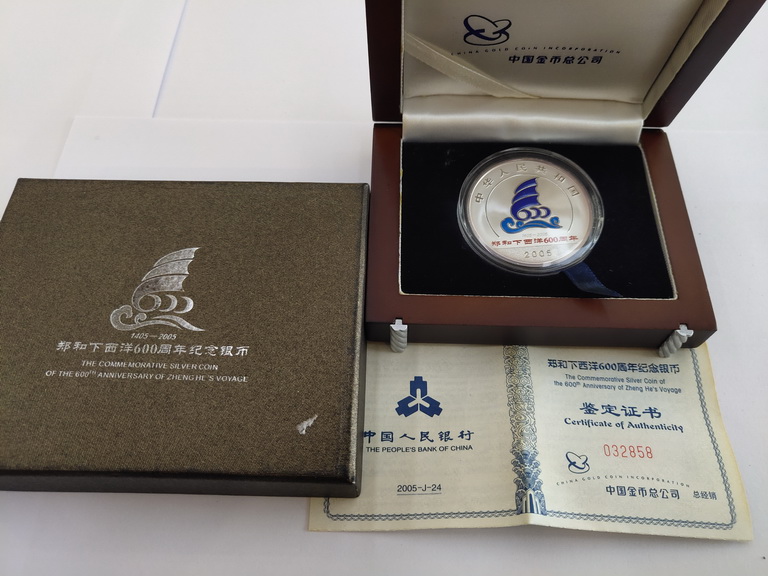 CHINA GOLD COIN INCORPORATION
中国金币总公司
中华人民共和国
1405-2005
郑和下西洋600周年
2005
1405-2005
郑和下西洋600周年纪念银币
THE COMMEMORATIVE SILVER COIN
OF THE 600TH ANNIVERSARY OF ZHENG HE'S VOYAGE
中国人民银行
THE PEOPLE'S BANK OF CHINA
2005-J-24
郑和下西洋600周年纪念银币
The Commemorative Silver Coin of
the 600th Anniversary of Zheng He's Voyage
鉴定证书
Certificate of Authenticity
032858
CHINA GOLD COIN INCORPORATION
中国金币总公司 总经销